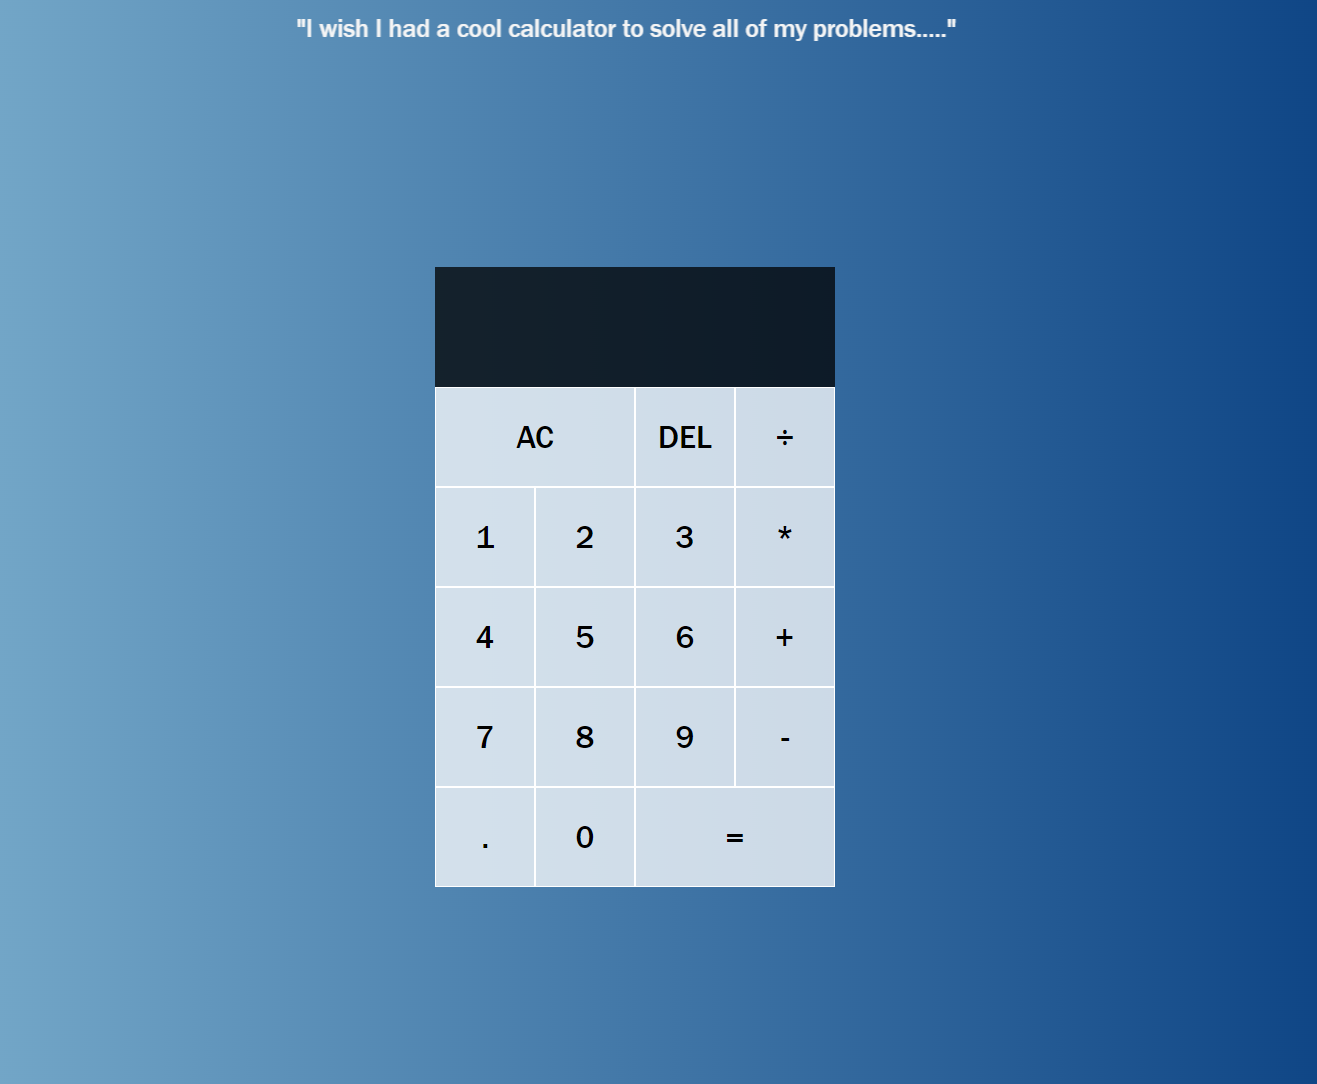 "I wish I had a cool calculator to solve all of my problems....."
AC DEL ÷
1 2 3 *
4 5 6 +
7 8 9 -
. 0 =